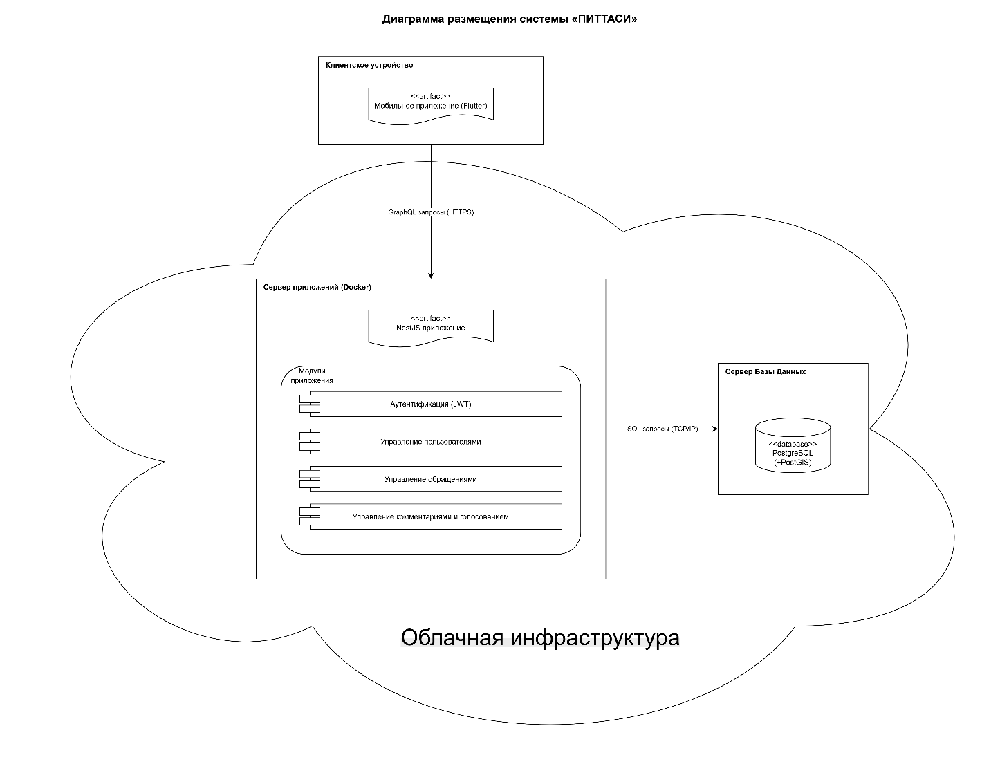 Диаграмма размещения системы «ПИТТАСИ»
Клиентское устройство
<<artifact>>
Мобильное приложение (Flutter)
GraphQL запросы (HTTPS)
Сервер приложений (Docker)
<<artifact>>
NestJS приложение
Модули
приложения
Аутентификация (JWT)
Управление пользователями
Управление обращениями
Управление комментариями и голосованием
SQL запросы (TCP/IP)
Сервер Базы Данных
<<database>>
PostgreSQL
(+PostGIS)
Облачная инфраструктура